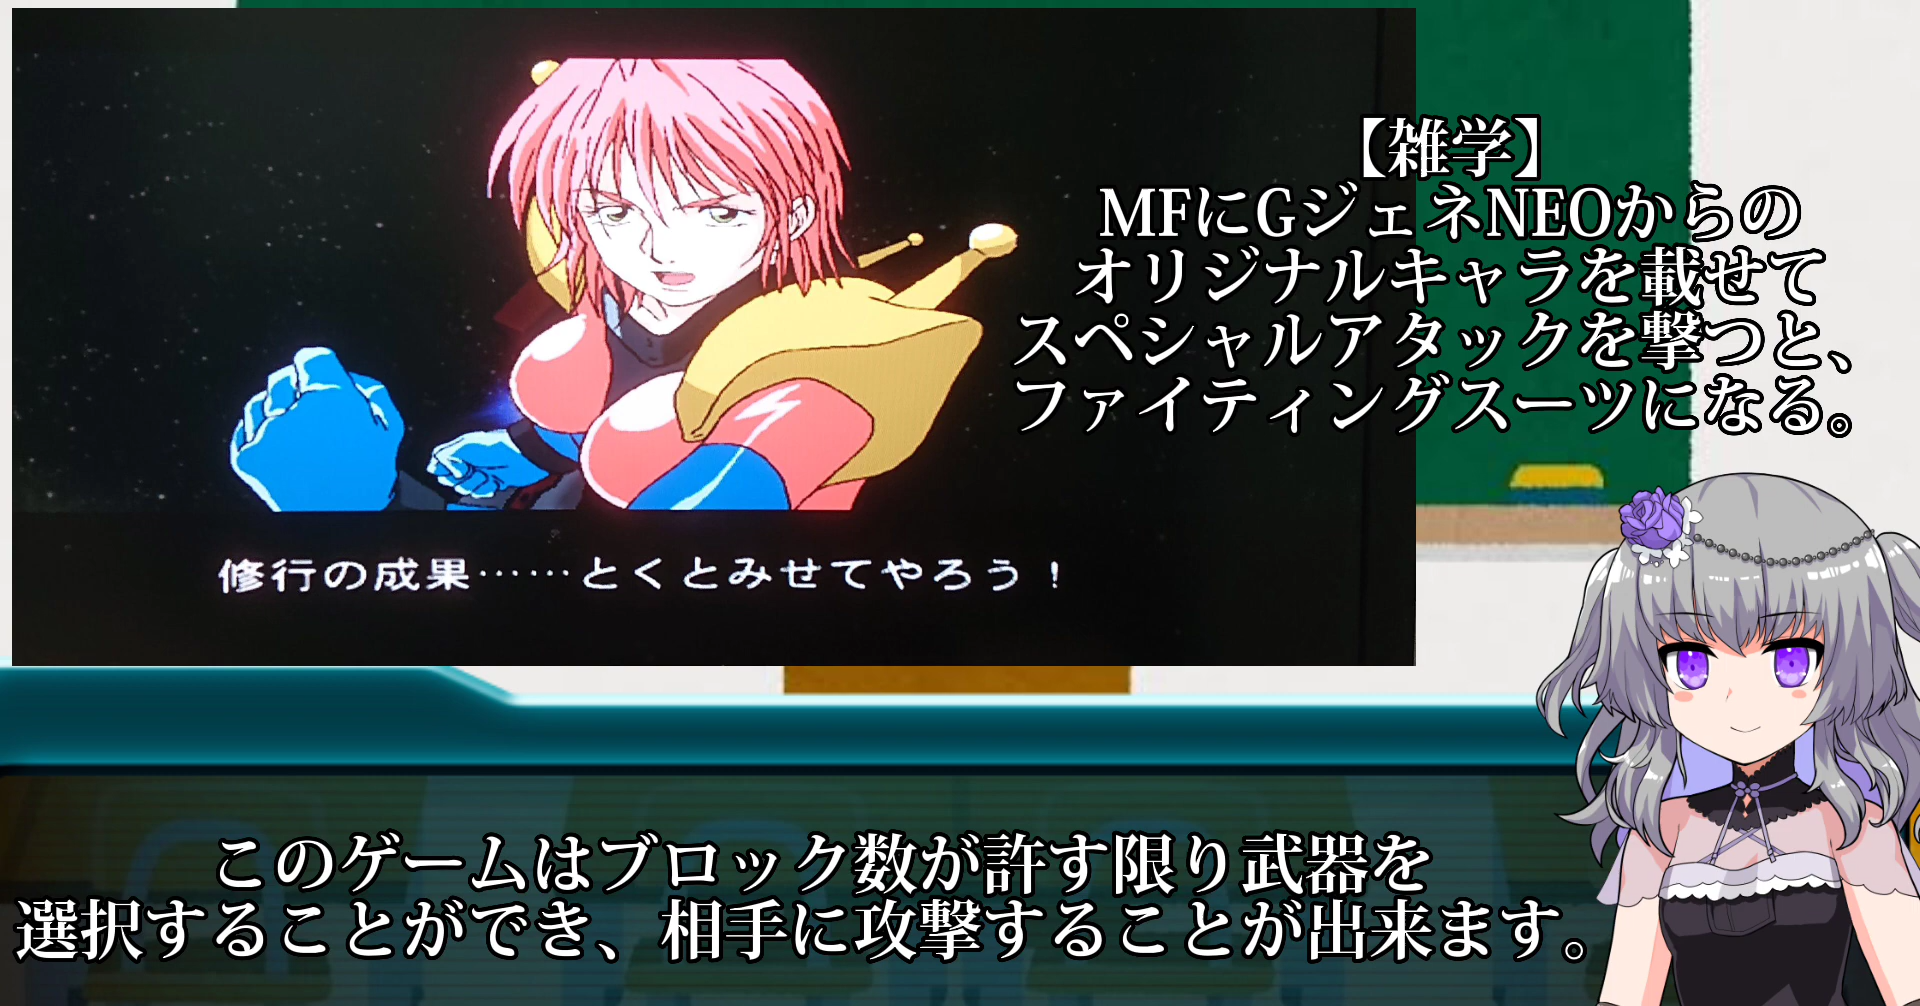 【雑学】
MFにGジェネNEOからの
オリジナルキャラを載せて
スペシャルアタックを撃つと、
ファイティングスーツになる。
修行の成果……とくとみせてやろう！
このゲームはブロック数が許す限り武器を
選択することができ、相手に攻撃することが出来ます。